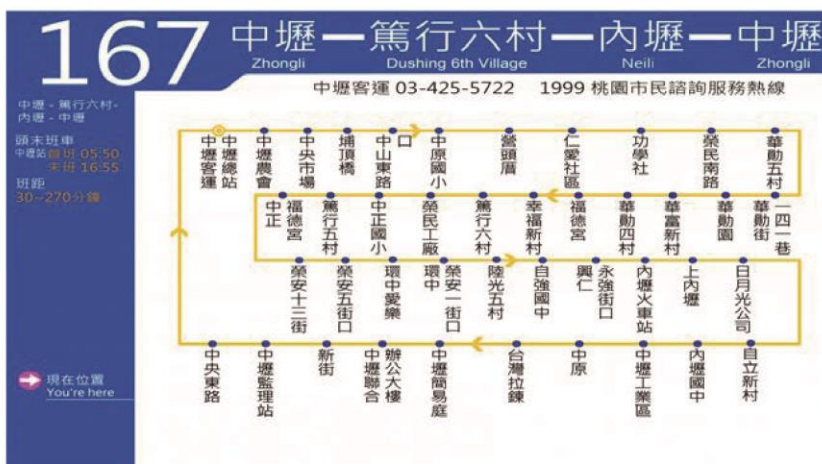 167
中壢—篤行六村—內壢—中壢
Zhongli Dushing 6th Village Neili Zhongli
中壢客運 03-425-5722 1999 桃園市民諮詢服務熱線
中壢 - 篤行六村-
內壢 - 中壢
頭末班車
中壢站 首班 05:50
末班 16:55
班距
30~270分鐘
中壢客運
中壢總站
中壢農會
中央市場
埔頂橋
中山東路
口
中原國小
營頭厝
仁愛社區
功學社
榮民南路
華勳五村
中正
福德宮
篤行五村
中正國小
榮民工廠
篤行六村
幸福新村
福德宮
華勳四村
華富新村
華勳園
華勳街
一四一巷
榮安十三街
榮安五街口
環中愛樂
環中
榮安一街口
陸光五村
自強國中
興仁
永強街口
內壢火車站
上內壢
日月光公司
中央東路
中壢監理站
新街
中壢聯合
辦公大樓
中壢簡易庭
台灣拉鍊
中原
中壢工業區
內壢國中
自立新村
現在位置
You're here